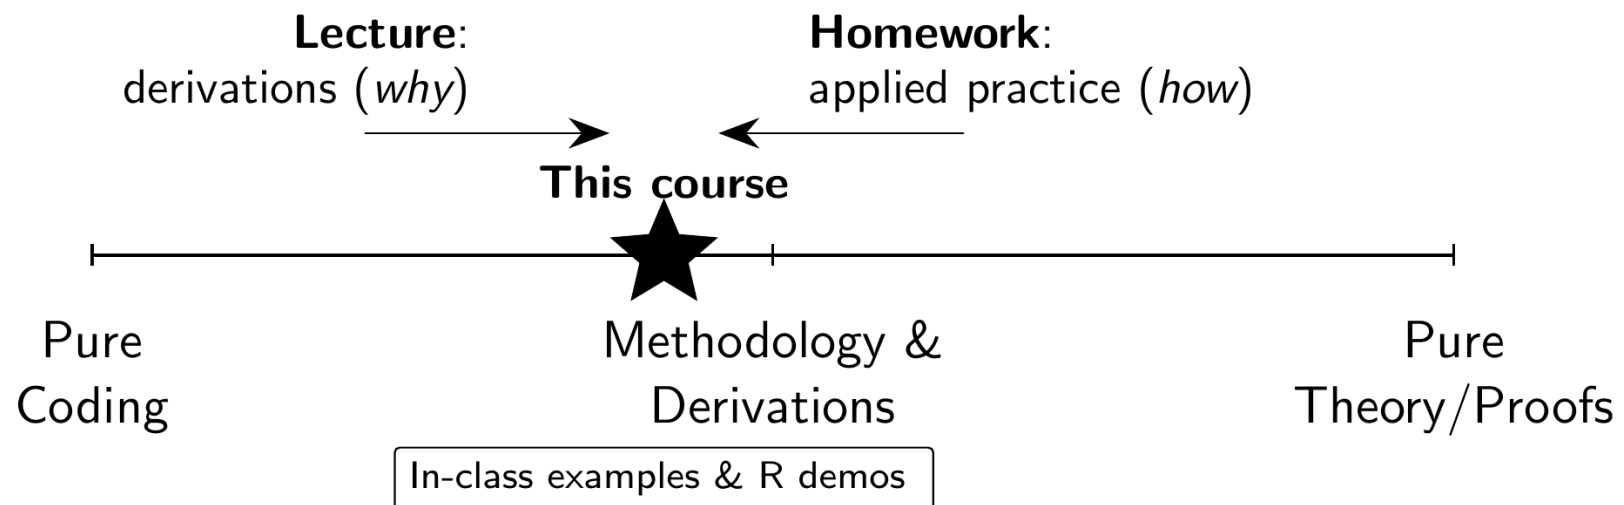 Lecture:
derivations (why)
Homework:
applied practice (how)
This course
Pure
Coding
Methodology &
Derivations
Pure
Theory/Proofs
In-class examples & R demos